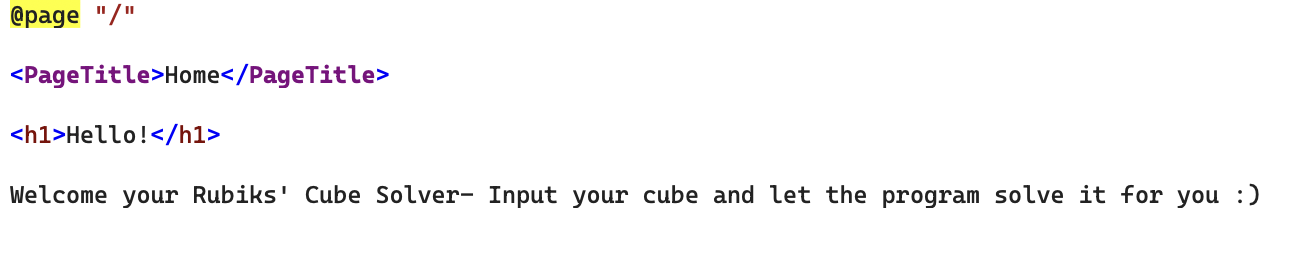 @page "/"
<PageTitle>Home</PageTitle>
<h1>Hello!</h1>
Welcome your Rubiks' Cube Solver- Input your cube and let the program solve it for you :)